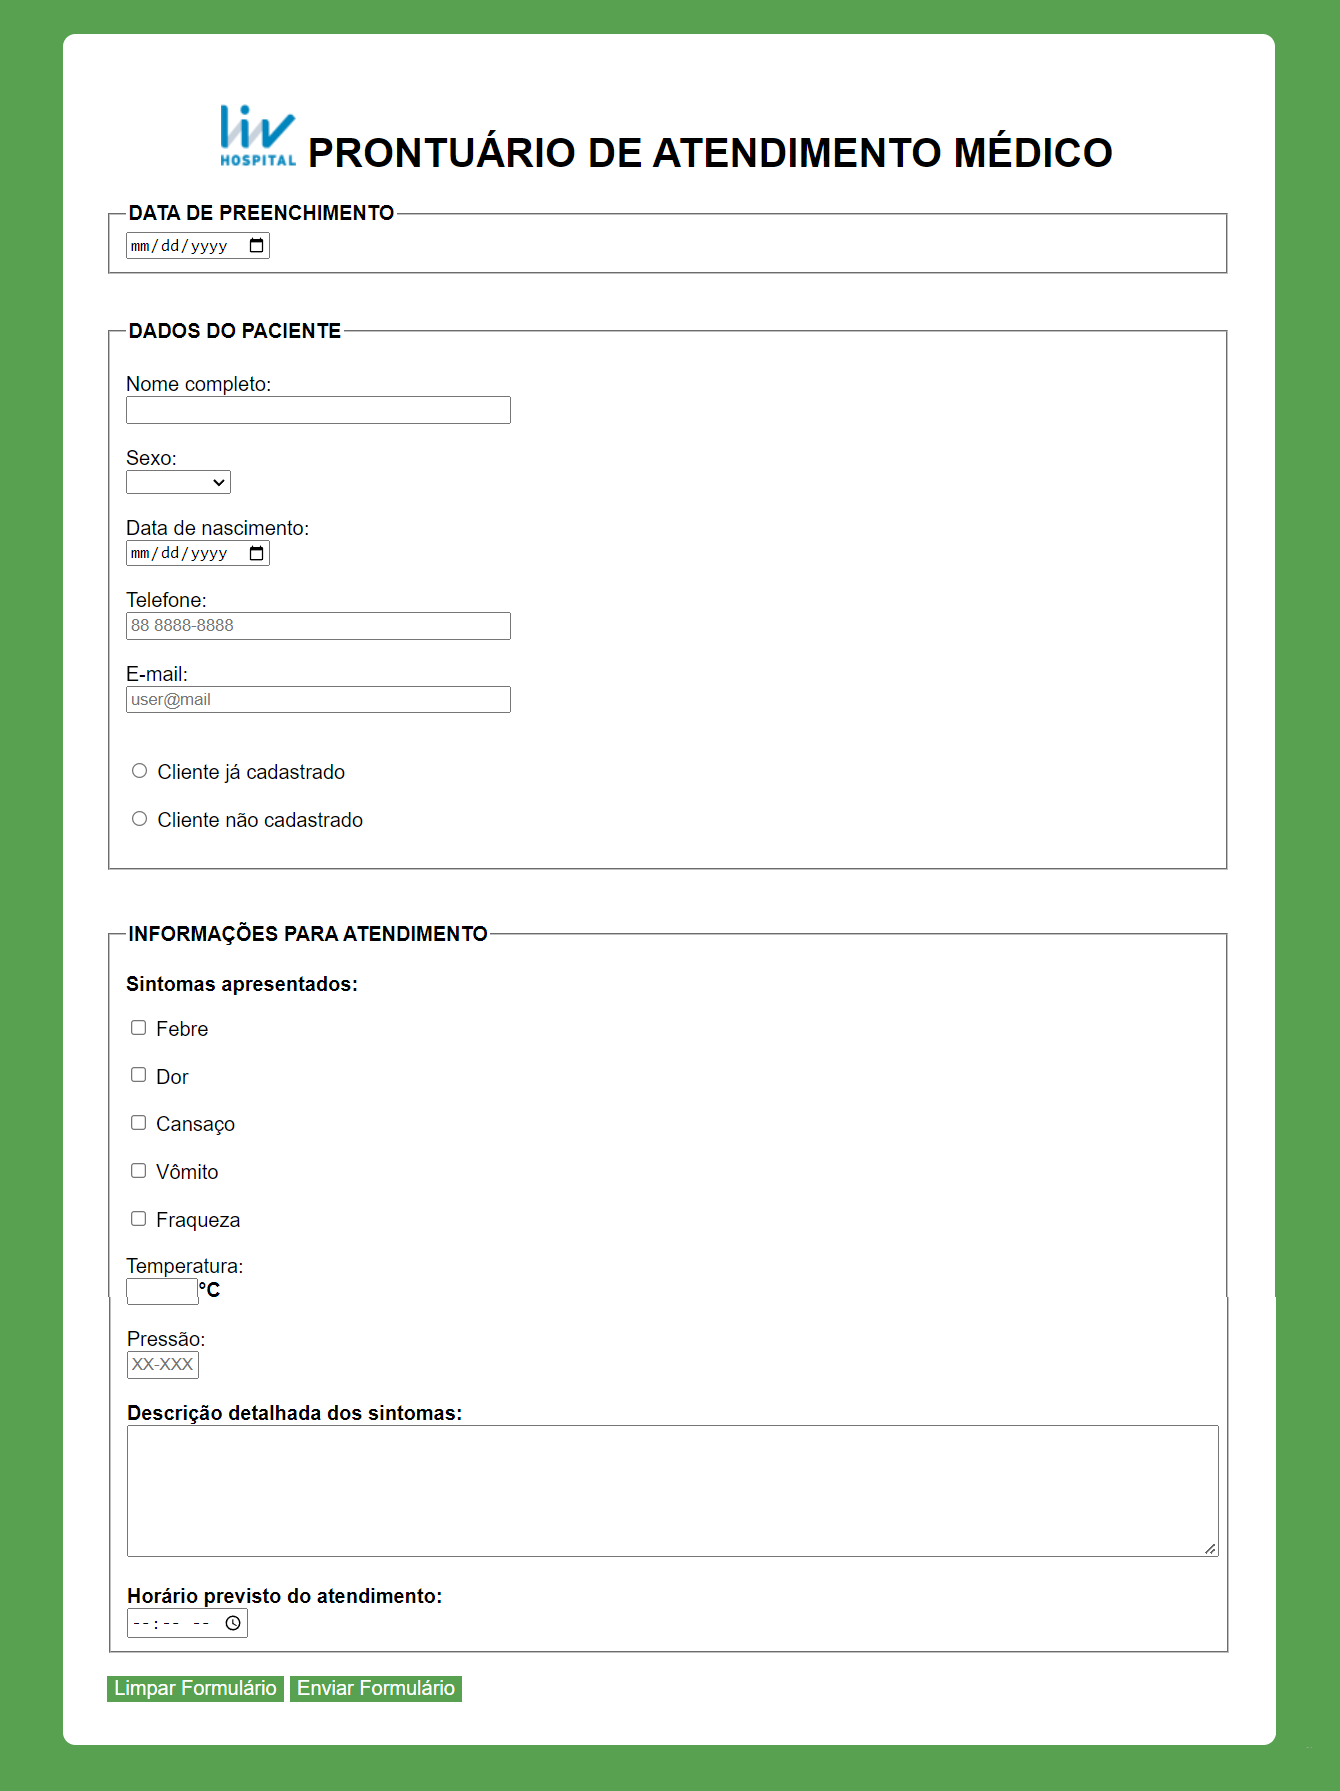 liv
HOSPITAL
PRONTUÁRIO DE ATENDIMENTO MÉDICO
DATA DE PREENCHIMENTO
mm/dd/yyyy
DADOS DO PACIENTE
Nome completo:
Sexo:
Data de nascimento:
mm/dd/yyyy
Telefone:
88 8888-8888
E-mail:
user@mail
Cliente já cadastrado
Cliente não cadastrado
INFORMAÇÕES PARA ATENDIMENTO
Sintomas apresentados:
Febre
Dor
Cansaço
Vômito
Fraqueza
Temperatura:
°C
Pressão:
XX-XXX
Descrição detalhada dos sintomas:
Horário previsto do atendimento:
--:-- --
Limpar Formulário Enviar Formulário